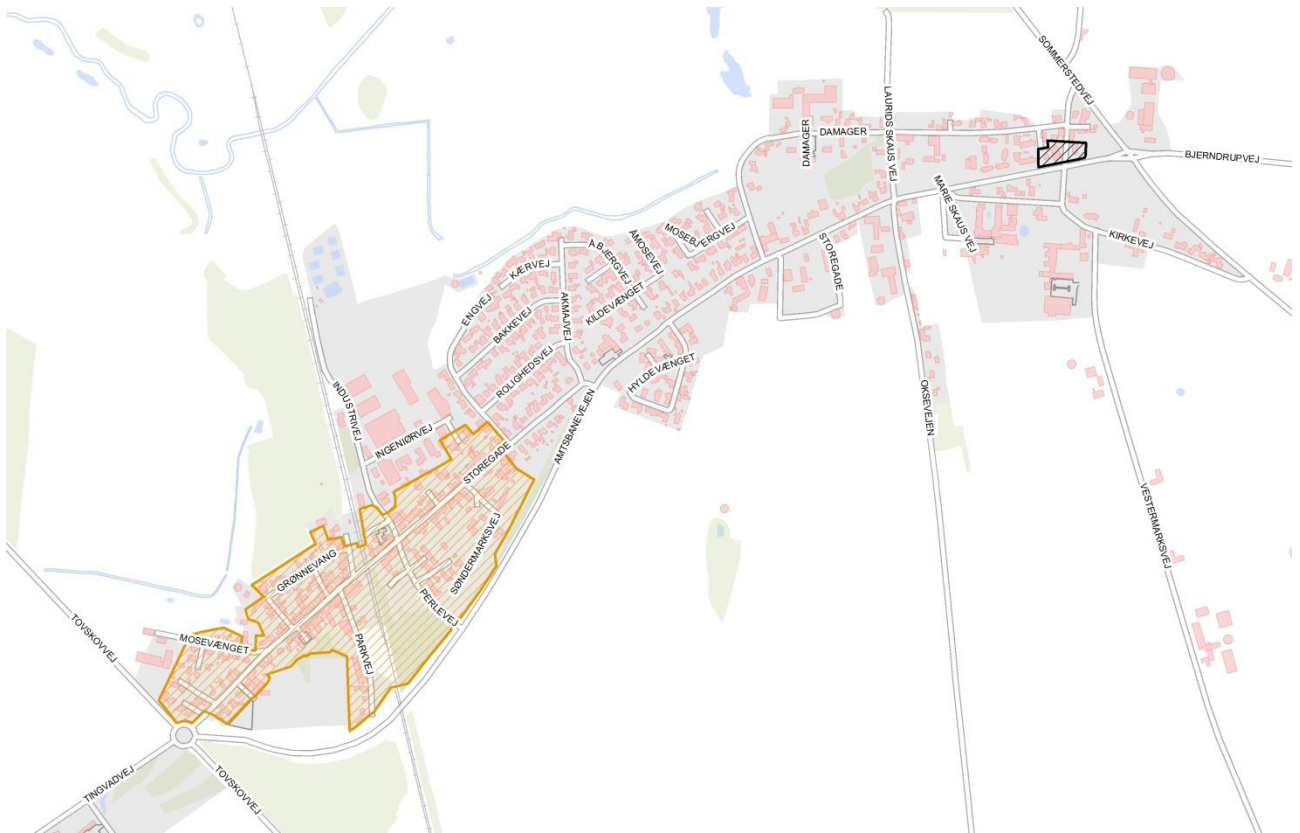 SOMMERSTEDVEJ
DAMAGER
DAMAGER
LAURIDS SKAUS VEJ
BJERNDRUPVEJ
MARIE SKAUS VEJ
KIRKEVEJ
MOSEBJERGVEJ
ÅMOSEVEJ
STOREGADE
ÅBJERGVEJ
KÆRVEJ
ENGVEJ
KILDEVÆNGET
BAKKEVEJ
AKMAJVEJ
ROLIGHEDSVEJ
HYLDEVÆNGET
INDUSTRIVEJ
AMTSBANEVEJEN
OKSEVEJEN
INGENIØRVEJ
STOREGADE
VESTERMARKSVEJ
SØNDERMARKSVEJ
GRØNNEVANG
PERLEVEJ
TOVSKOVVEJ
MOSEVÆNGET
PARKVEJ
TINGVADVEJ
TOVSKOVVEJ